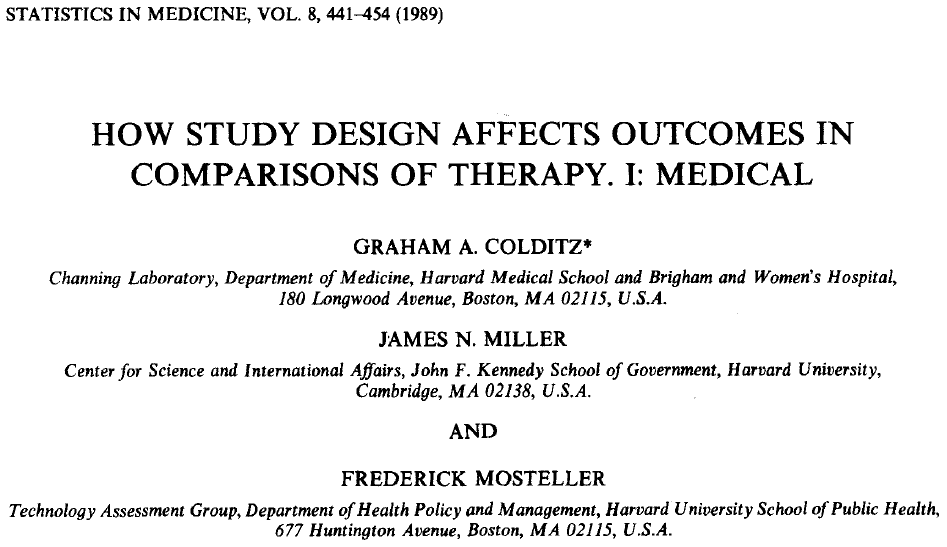 STATISTICS IN MEDICINE, VOL. 8, 441–454 (1989)
HOW STUDY DESIGN AFFECTS OUTCOMES IN
COMPARISONS OF THERAPY. I: MEDICAL
GRAHAM A. COLDITZ*
Channing Laboratory, Department of Medicine, Harvard Medical School and Brigham and Women's Hospital,
180 Longwood Avenue, Boston, MA 02115, U.S.A.
JAMES N. MILLER
Center for Science and International Affairs, John F. Kennedy School of Government, Harvard University,
Cambridge, MA 02138, U.S.A.
AND
FREDERICK MOSTELLER
Technology Assessment Group, Department of Health Policy and Management, Harvard University School of Public Health,
677 Huntington Avenue, Boston, MA 02115, U.S.A.